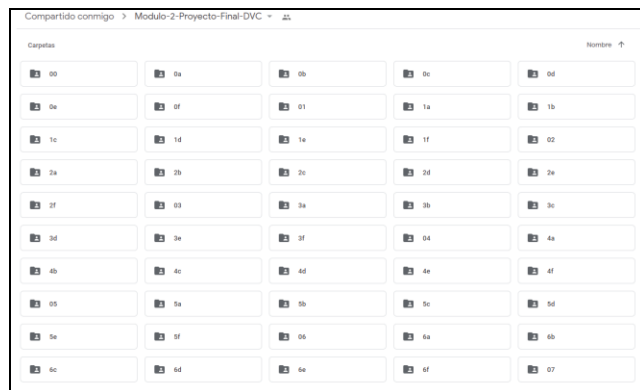 Compartido conmigo > Modulo-2-Proyecto-Final-DVC
Carpetas Nombre ↑
00 0a 0b 0c 0d
0e 0f 01 1a 1b
1c 1d 1e 1f 02
2a 2b 2c 2d 2e
2f 03 3a 3b 3c
3d 3e 3f 04 4a
4b 4c 4d 4e 4f
05 5a 5b 5c 5d
5e 5f 06 6a 6b
6c 6d 6e 6f 07